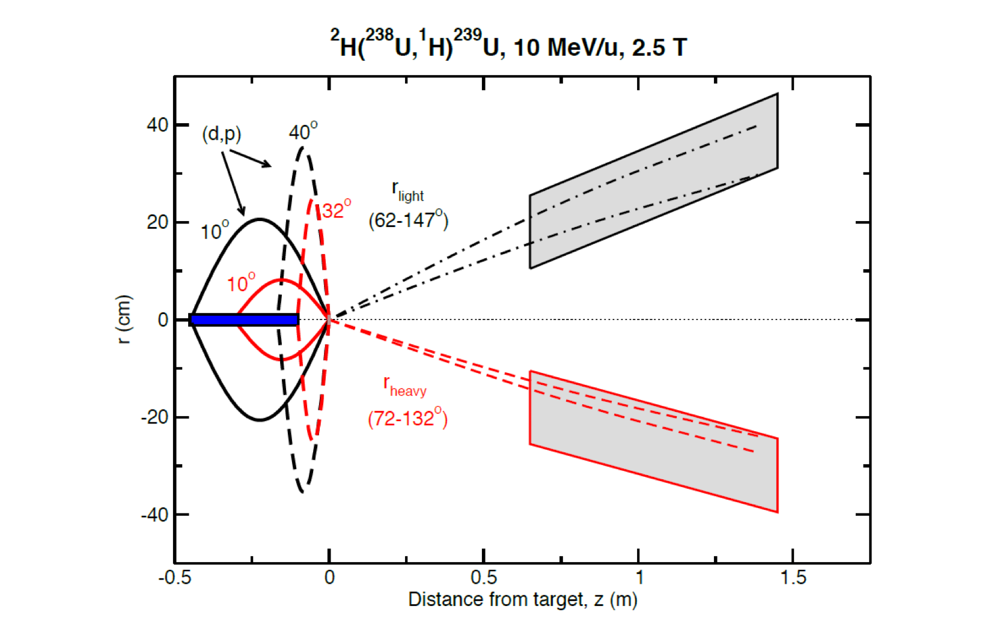 ²H(²³⁸U,¹H)²³⁹U, 10 MeV/u, 2.5 T
(d,p)
40°
10°
32°
10°
r_light
(62-147°)
r_heavy
(72-132°)
r (cm)
40
20
0
-20
-40
-0.5
0
0.5
1
1.5
Distance from target, z (m)